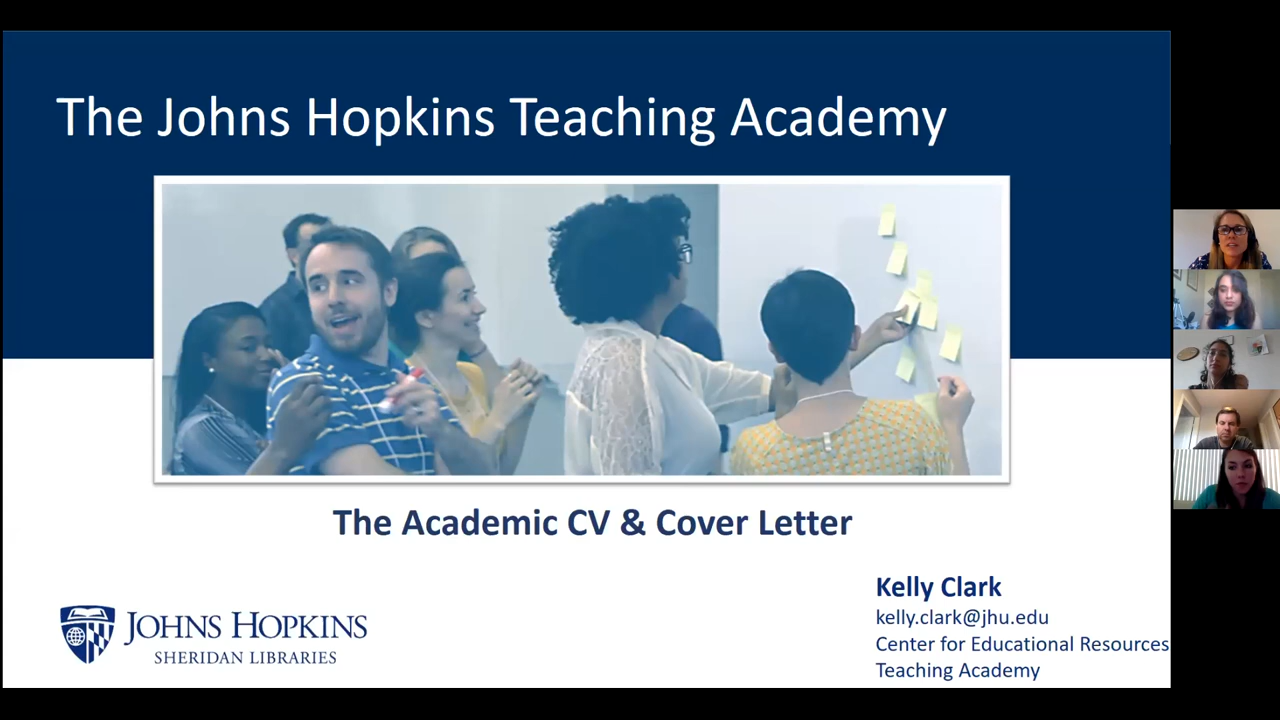 The Johns Hopkins Teaching Academy
The Academic CV & Cover Letter
Kelly Clark
kelly.clark@jhu.edu
Center for Educational Resources
Teaching Academy
JOHNS HOPKINS
SHERIDAN LIBRARIES